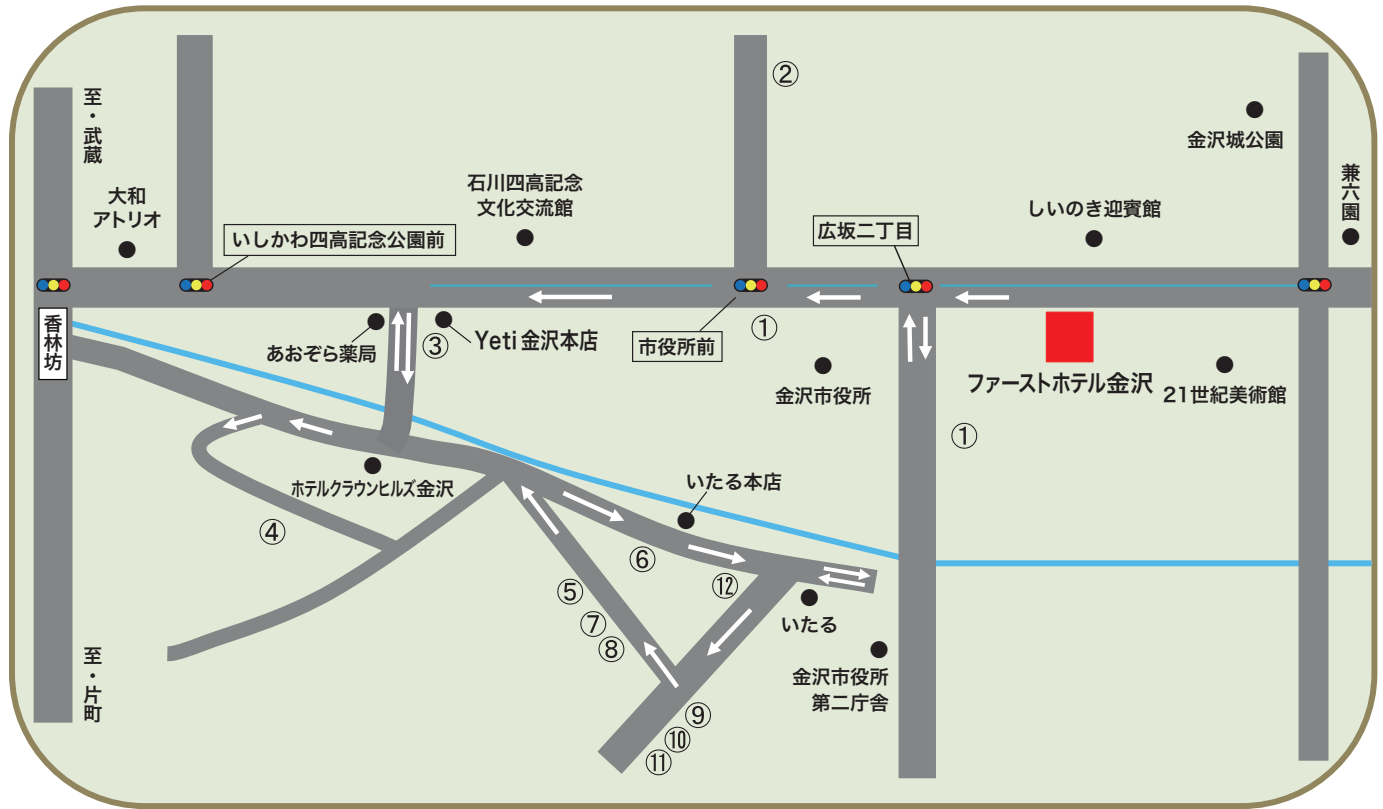 ②
至・武蔵
金沢城公園
兼六園
石川四高記念
文化交流館
大和
アトリオ
しいのき迎賓館
いしかわ四高記念公園前
広坂二丁目
香林坊
①
あおぞら薬局
③
Yeti 金沢本店
市役所前
金沢市役所
ファーストホテル金沢
21世紀美術館
①
ホテルクラウンヒルズ金沢
いたる本店
④
⑥
⑫
⑤
⑦
⑧
いたる
至・片町
金沢市役所
第二庁舎
⑨
⑩
⑪